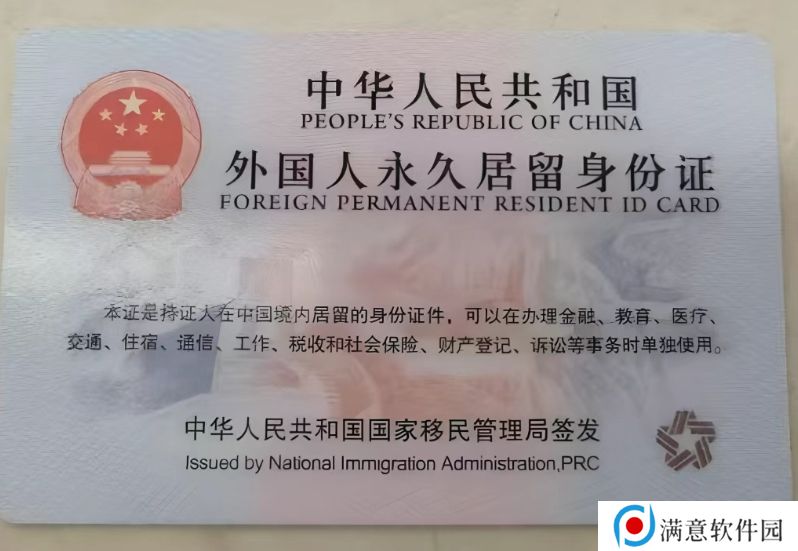 中华人民共和国
PEOPLE'S REPUBLIC OF CHINA
外国人永久居留身份证
FOREIGN PERMANENT RESIDENT ID CARD
本证是持证人在中国境内居留的身份证件，可以在办理金融、教育、医疗、
交通、住宿、通信、工作、税收和社会保险、财产登记、诉讼等事务时单独使用。
中华人民共和国国家移民管理局签发
Issued by National Immigration Administration,PRC
满意软件园